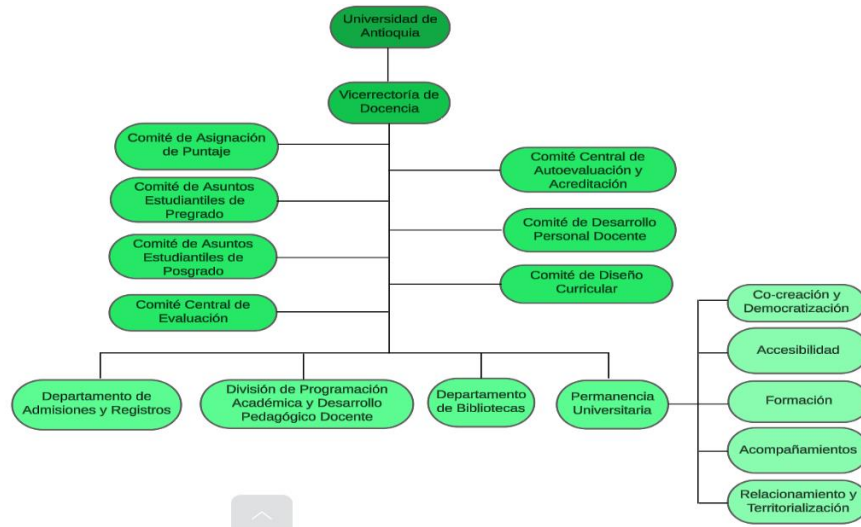 Universidad de
Antioquia
Vicerrectoría de
Docencia
Comité de Asignación
de Puntaje
Comité de Asuntos
Estudiantiles de
Pregrado
Comité de Asuntos
Estudiantiles de
Posgrado
Comité Central de
Evaluación
Comité Central de
Autoevaluación y
Acreditación
Comité de Desarrollo
Personal Docente
Comité de Diseño
Curricular
Departamento de
Admisiones y Registros
División de Programación
Académica y Desarrollo
Pedagógico Docente
Departamento
de Bibliotecas
Permanencia
Universitaria
Co-creación y
Democratización
Accesibilidad
Formación
Acompañamientos
Relacionamiento y
Territorialización